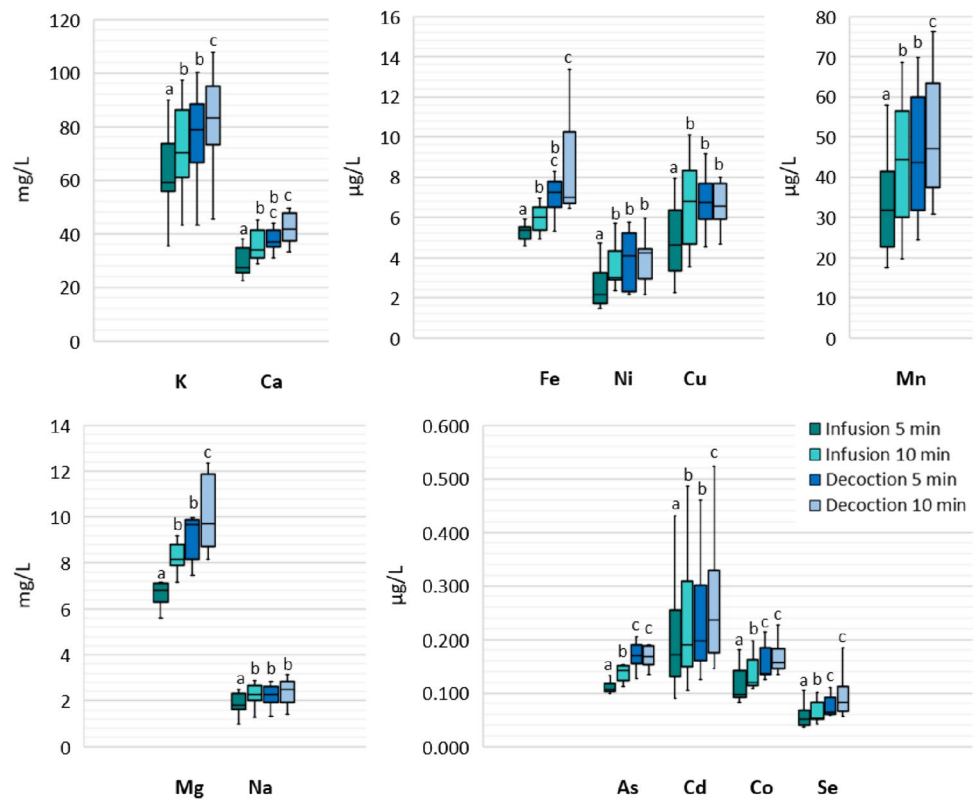 mg/L
120
100
80
60
40
20
0
a
b
b
c
a
b
b
c
c
K
Ca
µg/L
16
14
12
10
8
6
4
2
0
a
b
b
c
c
a
b
b
b
a
b
b
b
Fe
Ni
Cu
80
70
60
50
40
30
20
10
0
a
b
b
c
Mn
mg/L
14
12
10
8
6
4
2
0
a
b
b
c
a
b
b
b
Mg
Na
µg/L
0.600
0.500
0.400
0.300
0.200
0.100
0.000
a
b
c
c
a
b
b
c
a
b
c
c
a
b
c
c
As
Cd
Co
Se
Infusion 5 min
Infusion 10 min
Decoction 5 min
Decoction 10 min